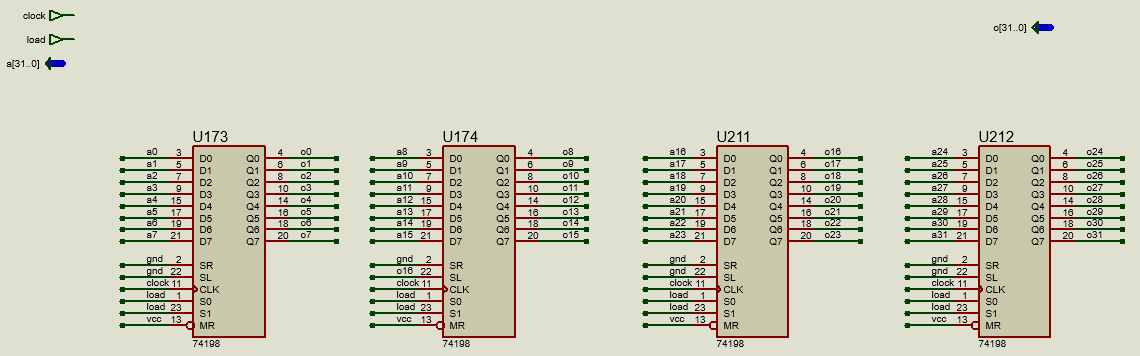 clock
load
a[31..0]
o[31..0]
U173
a0 3 D0 Q0 4 o0
a1 5 D1 Q1 6 o1
a2 7 D2 Q2 8 o2
a3 9 D3 Q3 10 o3
a4 15 D4 Q4 14 o4
a5 17 D5 Q5 16 o5
a6 19 D6 Q6 18 o6
a7 21 D7 Q7 20 o7
gnd 2 SR
gnd 22 SL
clock 11 CLK
load 1 S0
load 23 S1
vcc 13 MR
74198
U174
a8 3 D0 Q0 4 o8
a9 5 D1 Q1 6 o9
a10 7 D2 Q2 8 o10
a11 9 D3 Q3 10 o11
a12 15 D4 Q4 14 o12
a13 17 D5 Q5 16 o13
a14 19 D6 Q6 18 o14
a15 21 D7 Q7 20 o15
gnd 2 SR
o16 22 SL
clock 11 CLK
load 1 S0
load 23 S1
vcc 13 MR
74198
U211
a16 3 D0 Q0 4 o16
a17 5 D1 Q1 6 o17
a18 7 D2 Q2 8 o18
a19 9 D3 Q3 10 o19
a20 15 D4 Q4 14 o20
a21 17 D5 Q5 16 o21
a22 19 D6 Q6 18 o22
a23 21 D7 Q7 20 o23
gnd 2 SR
gnd 22 SL
clock 11 CLK
load 1 S0
load 23 S1
vcc 13 MR
74198
U212
a24 3 D0 Q0 4 o24
a25 5 D1 Q1 6 o25
a26 7 D2 Q2 8 o26
a27 9 D3 Q3 10 o27
a28 15 D4 Q4 14 o28
a29 17 D5 Q5 16 o29
a30 19 D6 Q6 18 o30
a31 21 D7 Q7 20 o31
gnd 2 SR
gnd 22 SL
clock 11 CLK
load 1 S0
load 23 S1
vcc 13 MR
74198